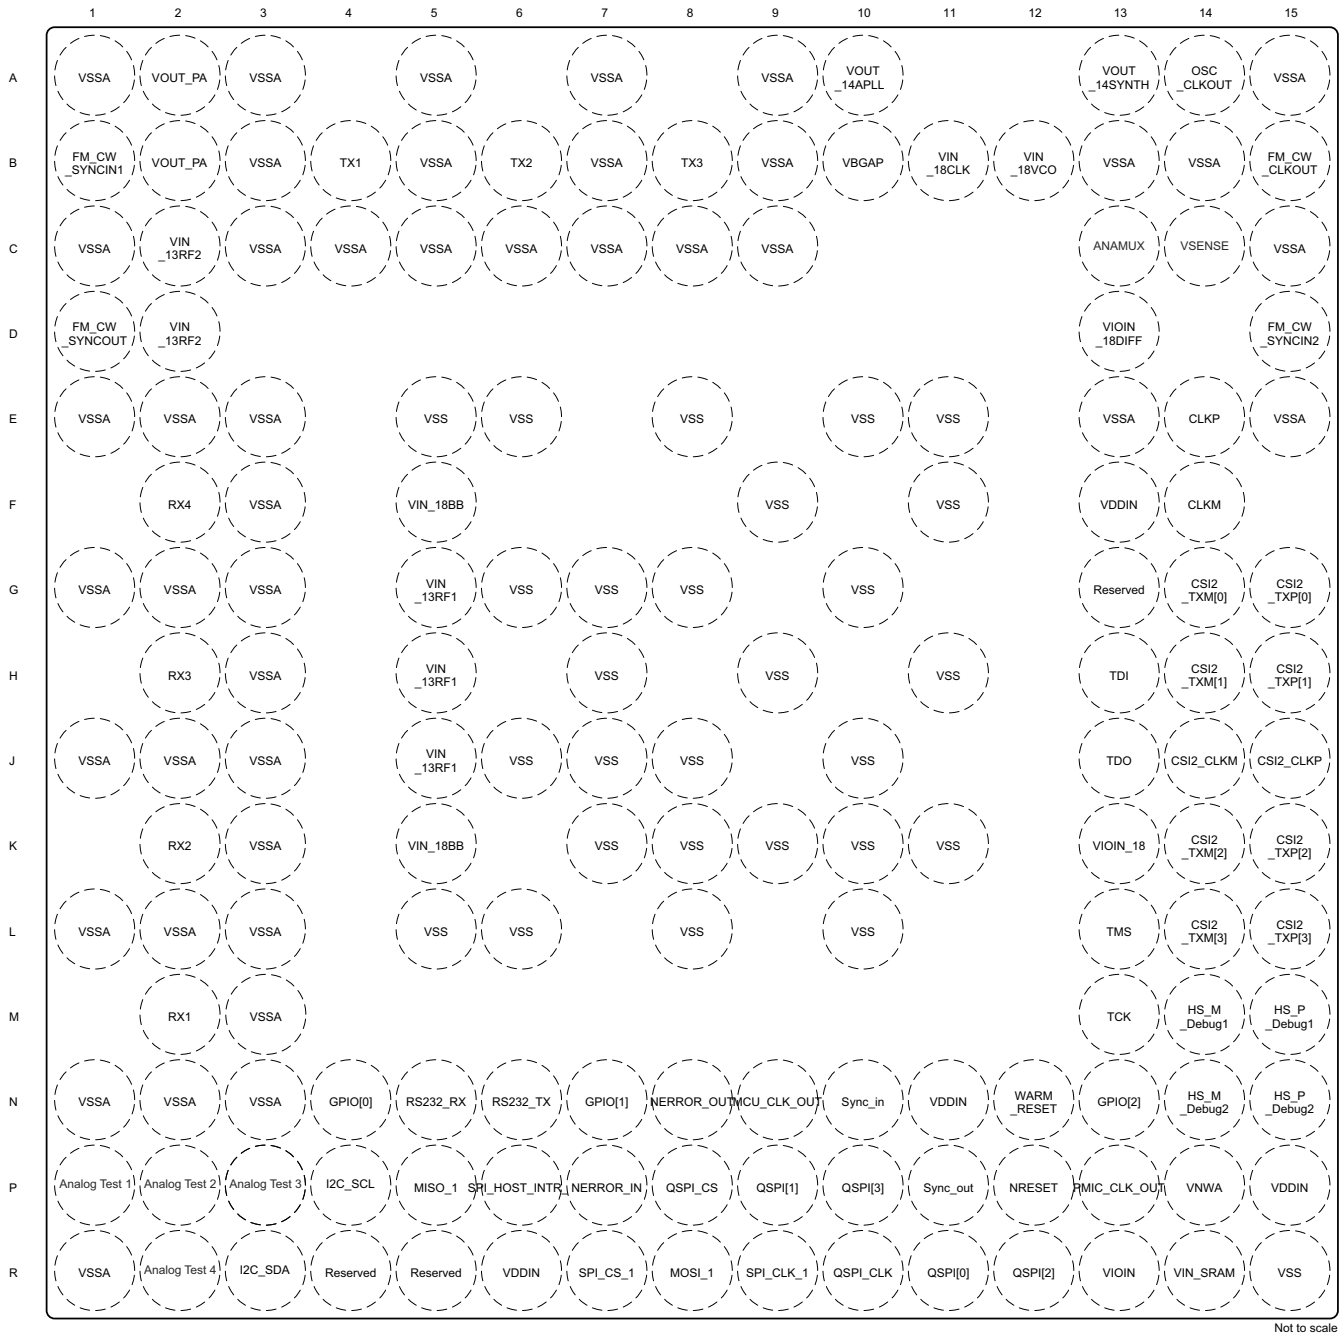 1 2 3 4 5 6 7 8 9 10 11 12 13 14 15
A VSSA VOUT_PA VSSA VSSA VSSA VSSA VOUT _14APLL VOUT _14SYNTH OSC _CLKOUT VSSA
B FM_CW _SYNCIN1 VOUT_PA VSSA TX1 VSSA TX2 VSSA TX3 VSSA VBGAP VIN _18CLK VIN _18VCO VSSA VSSA FM_CW _CLKOUT
C VSSA VIN _13RF2 VSSA VSSA VSSA VSSA VSSA VSSA VSSA ANAMUX VSENSE VSSA
D FM_CW _SYNCOUT VIN _13RF2 VIOIN _18DIFF FM_CW _SYNCIN2
E VSSA VSSA VSSA VSS VSS VSS VSS VSS VSSA CLKP VSSA
F RX4 VSSA VIN_18BB VSS VSS VDDIN CLKM
G VSSA VSSA VSSA VIN _13RF1 VSS VSS VSS VSS Reserved CSI2 _TXM[0] CSI2 _TXP[0]
H RX3 VSSA VIN _13RF1 VSS VSS VSS TDI CSI2 _TXM[1] CSI2 _TXP[1]
J VSSA VSSA VSSA VIN _13RF1 VSS VSS VSS VSS TDO CSI2_CLKM CSI2_CLKP
K RX2 VSSA VIN_18BB VSS VSS VSS VSS VSS VIOIN_18 CSI2 _TXM[2] CSI2 _TXP[2]
L VSSA VSSA VSSA VSS VSS VSS VSS TMS CSI2 _TXM[3] CSI2 _TXP[3]
M RX1 VSSA TCK HS_M _Debug1 HS_P _Debug1
N VSSA VSSA VSSA GPIO[0] RS232_RX RS232_TX GPIO[1] NERROR_OUT MCU_CLK_OUT Sync_in VDDIN WARM _RESET GPIO[2] HS_M _Debug2 HS_P _Debug2
P Analog Test 1 Analog Test 2 Analog Test 3 I2C_SCL MISO_1 SPI_HOST_INTR_ NERROR_IN QSPI_CS QSPI[1] QSPI[3] Sync_out NRESET PMIC_CLK_OUT VNWA VDDIN
R VSSA Analog Test 4 I2C_SDA Reserved Reserved VDDIN SPI_CS_1 MOSI_1 SPI_CLK_1 QSPI_CLK QSPI[0] QSPI[2] VIOIN VIN_SRAM VSS
Not to scale